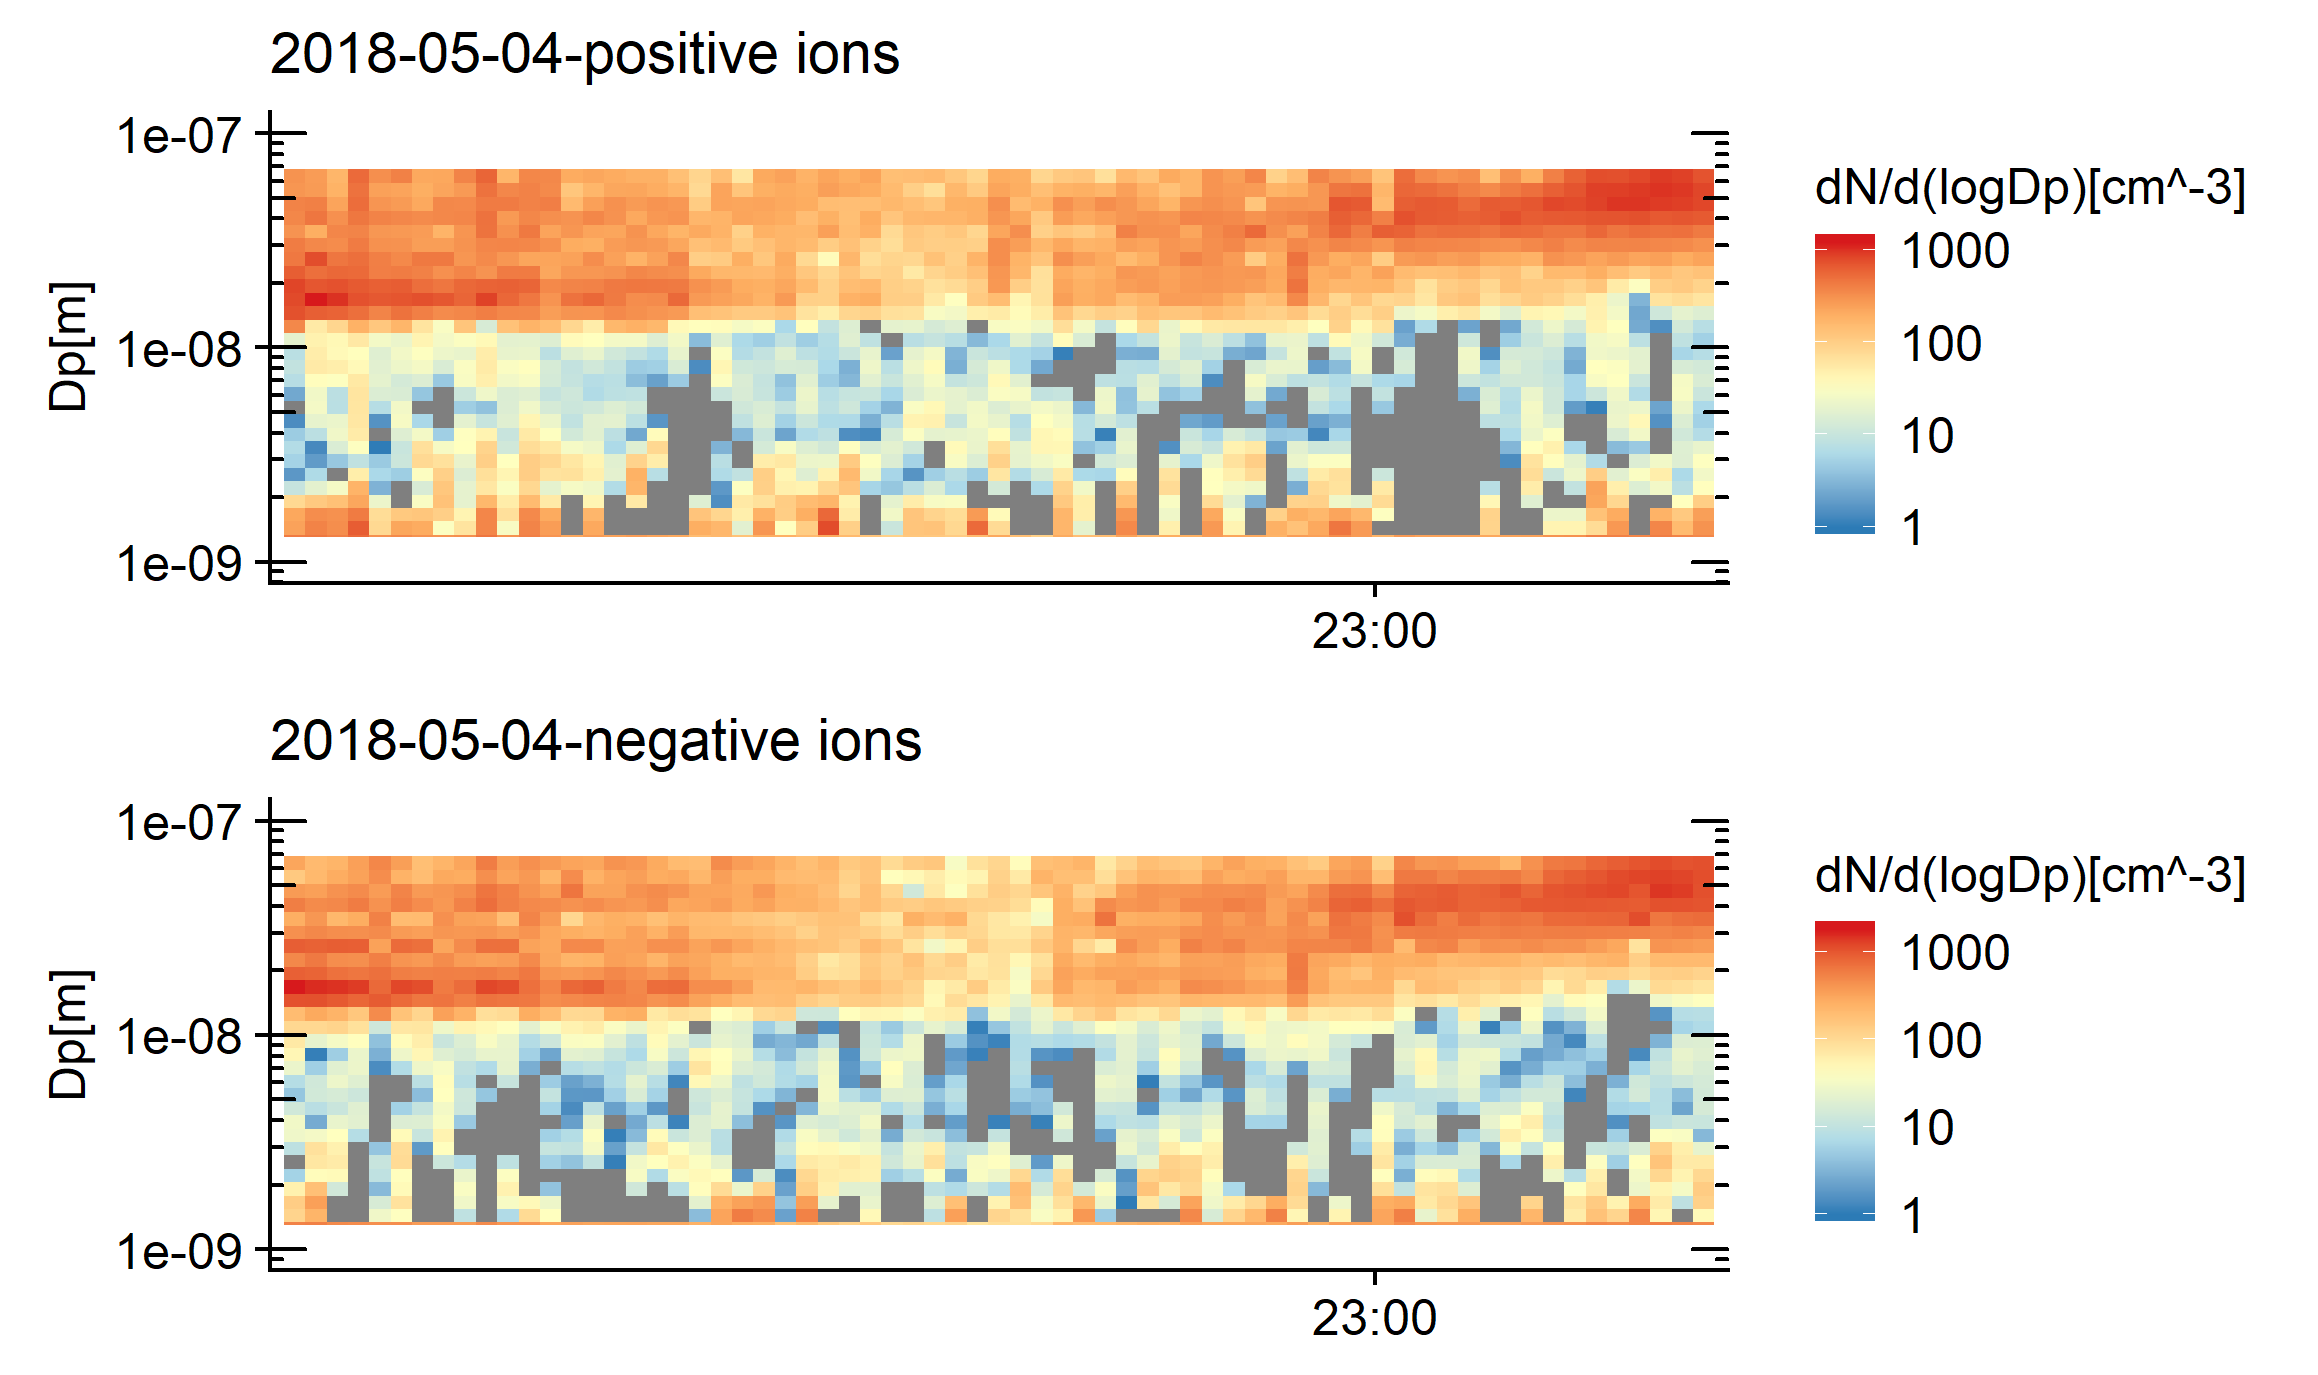 2018-05-04-positive ions
1e-07
1e-08
1e-09
Dp[m]
23:00
dN/d(logDp)[cm^-3]
1000
100
10
1
2018-05-04-negative ions
1e-07
1e-08
1e-09
Dp[m]
23:00
dN/d(logDp)[cm^-3]
1000
100
10
1